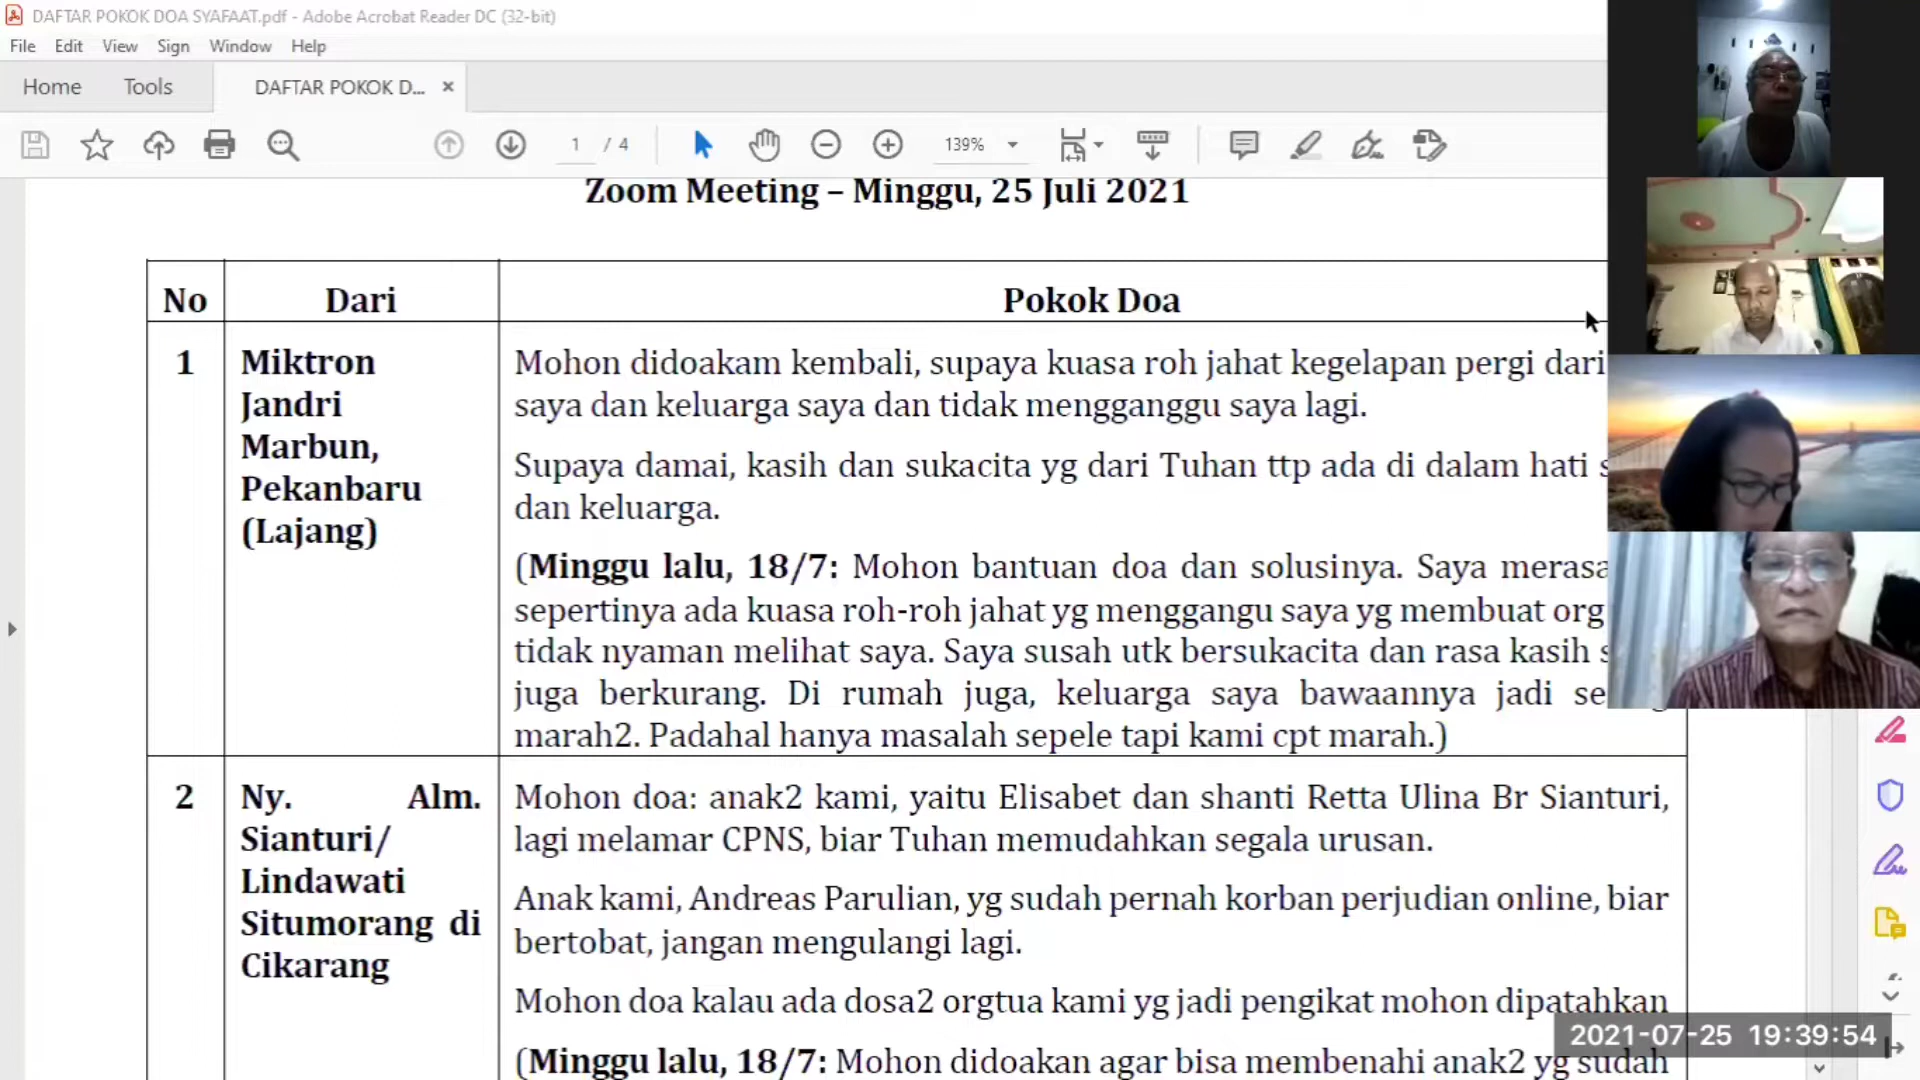 DAFTAR POKOK DOA SYAFAAT.pdf - Adobe Acrobat Reader DC (32-bit)
File Edit View Sign Window Help
Home Tools DAFTAR POKOK D... ×
1 / 4 139%
Zoom Meeting – Minggu, 25 Juli 2021
No Dari Pokok Doa
1 Miktron Jandri Marbun, Pekanbaru (Lajang)
Mohon didoakam kembali, supaya kuasa roh jahat kegelapan pergi dari
saya dan keluarga saya dan tidak mengganggu saya lagi.
Supaya damai, kasih dan sukacita yg dari Tuhan ttp ada di dalam hati
dan keluarga.
(Minggu lalu, 18/7: Mohon bantuan doa dan solusinya. Saya merasa
sepertinya ada kuasa roh-roh jahat yg menggangu saya yg membuat org
tidak nyaman melihat saya. Saya susah utk bersukacita dan rasa kasih
juga berkurang. Di rumah juga, keluarga saya bawaannya jadi
marah2. Padahal hanya masalah sepele tapi kami cpt marah.)
2 Ny. Alm. Sianturi/ Lindawati Situmorang di Cikarang
Mohon doa: anak2 kami, yaitu Elisabet dan shanti Retta Ulina Br Sianturi,
lagi melamar CPNS, biar Tuhan memudahkan segala urusan.
Anak kami, Andreas Parulian, yg sudah pernah korban perjudian online, biar
bertobat, jangan mengulangi lagi.
Mohon doa kalau ada dosa2 orgtua kami yg jadi pengikat mohon dipatahkan
(Minggu lalu, 18/7: Mohon didoakan agar bisa membenahi anak2 yg sudah
2021-07-25 19:39:54